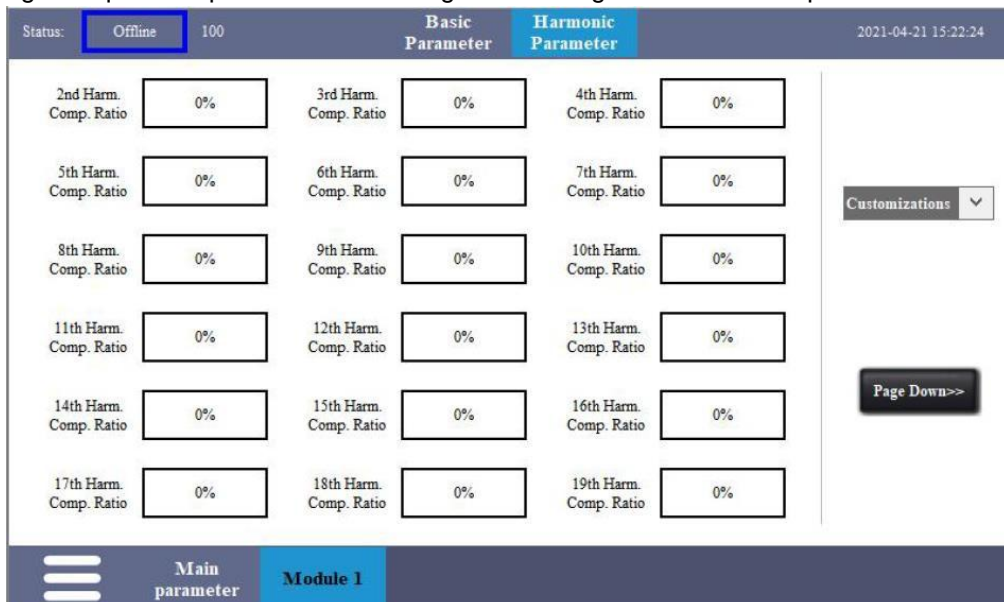 Status: Offline 100 Basic Parameter Harmonic Parameter 2021-04-21 15:22:24
2nd Harm. Comp. Ratio 0% 3rd Harm. Comp. Ratio 0% 4th Harm. Comp. Ratio 0%
5th Harm. Comp. Ratio 0% 6th Harm. Comp. Ratio 0% 7th Harm. Comp. Ratio 0%
Customizations
8th Harm. Comp. Ratio 0% 9th Harm. Comp. Ratio 0% 10th Harm. Comp. Ratio 0%
11th Harm. Comp. Ratio 0% 12th Harm. Comp. Ratio 0% 13th Harm. Comp. Ratio 0%
Page Down>>
14th Harm. Comp. Ratio 0% 15th Harm. Comp. Ratio 0% 16th Harm. Comp. Ratio 0%
17th Harm. Comp. Ratio 0% 18th Harm. Comp. Ratio 0% 19th Harm. Comp. Ratio 0%
Main parameter Module 1